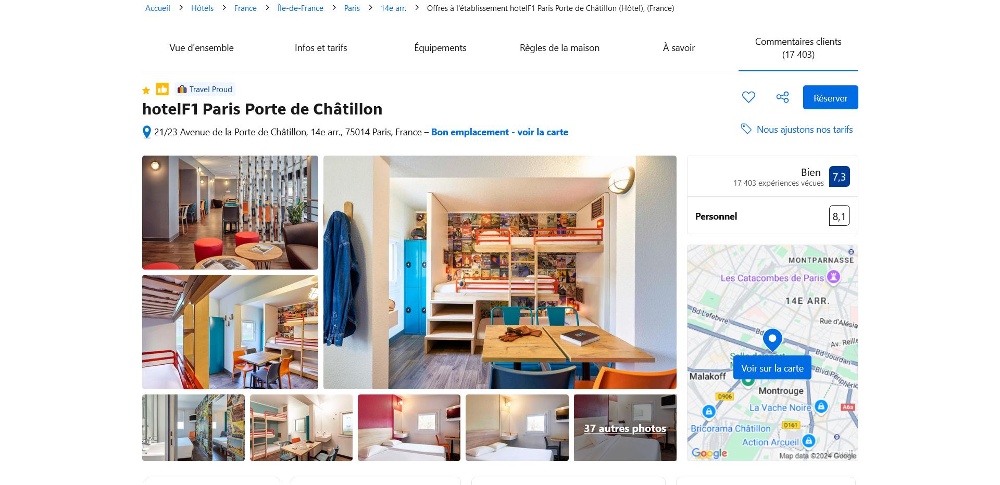 Accueil > Hôtels > France > Île-de-France > Paris > 14e arr. > Offres à l'établissement hotelF1 Paris Porte de Châtillon (Hôtel), (France)
Vue d'ensemble
Infos et tarifs
Équipements
Règles de la maison
À savoir
Commentaires clients
(17 403)
Travel Proud
Réserver
hotelF1 Paris Porte de Châtillon
21/23 Avenue de la Porte de Châtillon, 14e arr., 75014 Paris, France – Bon emplacement - voir la carte
Nous ajustons nos tarifs
Bien
7,3
17 403 expériences vécues
Personnel
8,1
MONTPARNASSE
Les Catacombes de Paris
14E ARR.
Bd Lefebvre
Rue d'Alésia
Av. Reille
Bd Jourdan
Voir sur la carte
Malakoff
Blvd Périphéric
Montrouge
D906
La Vache Noire
A6a
D161
Bricorama Châtillon
Action Arcueil
Google
Map data ©2024 Google
37 autres photos